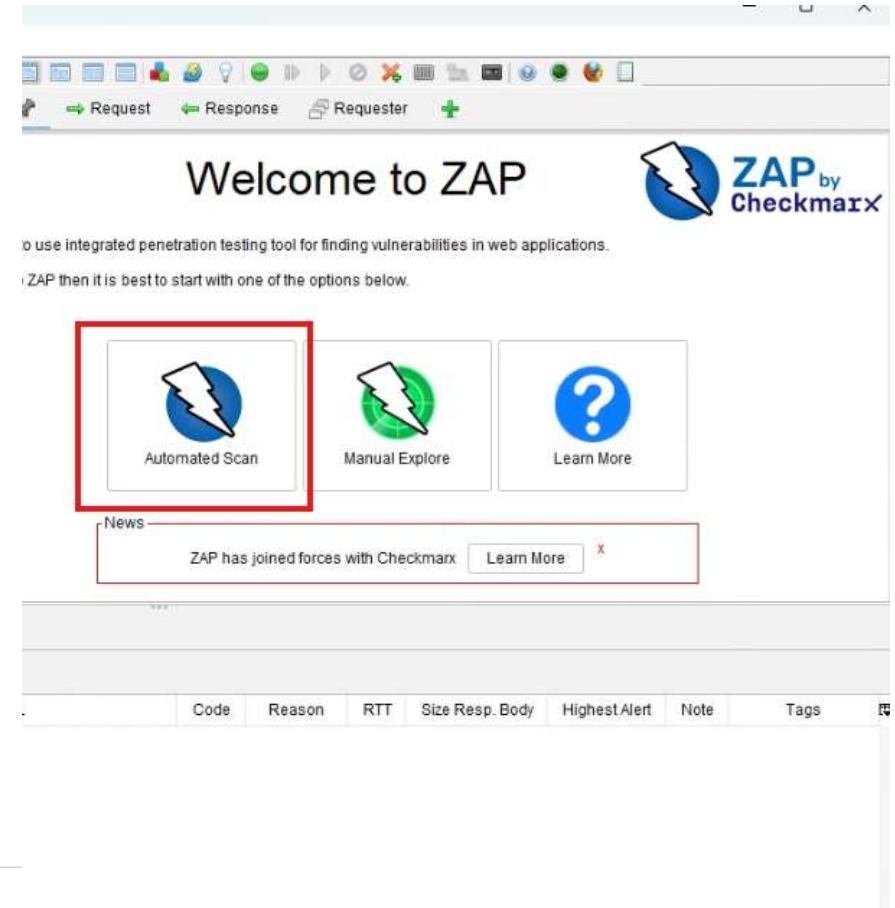 Request Response Requester
Welcome to ZAP
ZAP by
Checkmarx
to use integrated penetration testing tool for finding vulnerabilities in web applications.
ZAP then it is best to start with one of the options below.
Automated Scan Manual Explore Learn More
News
ZAP has joined forces with Checkmarx Learn More x
Code Reason RTT Size Resp. Body Highest Alert Note Tags